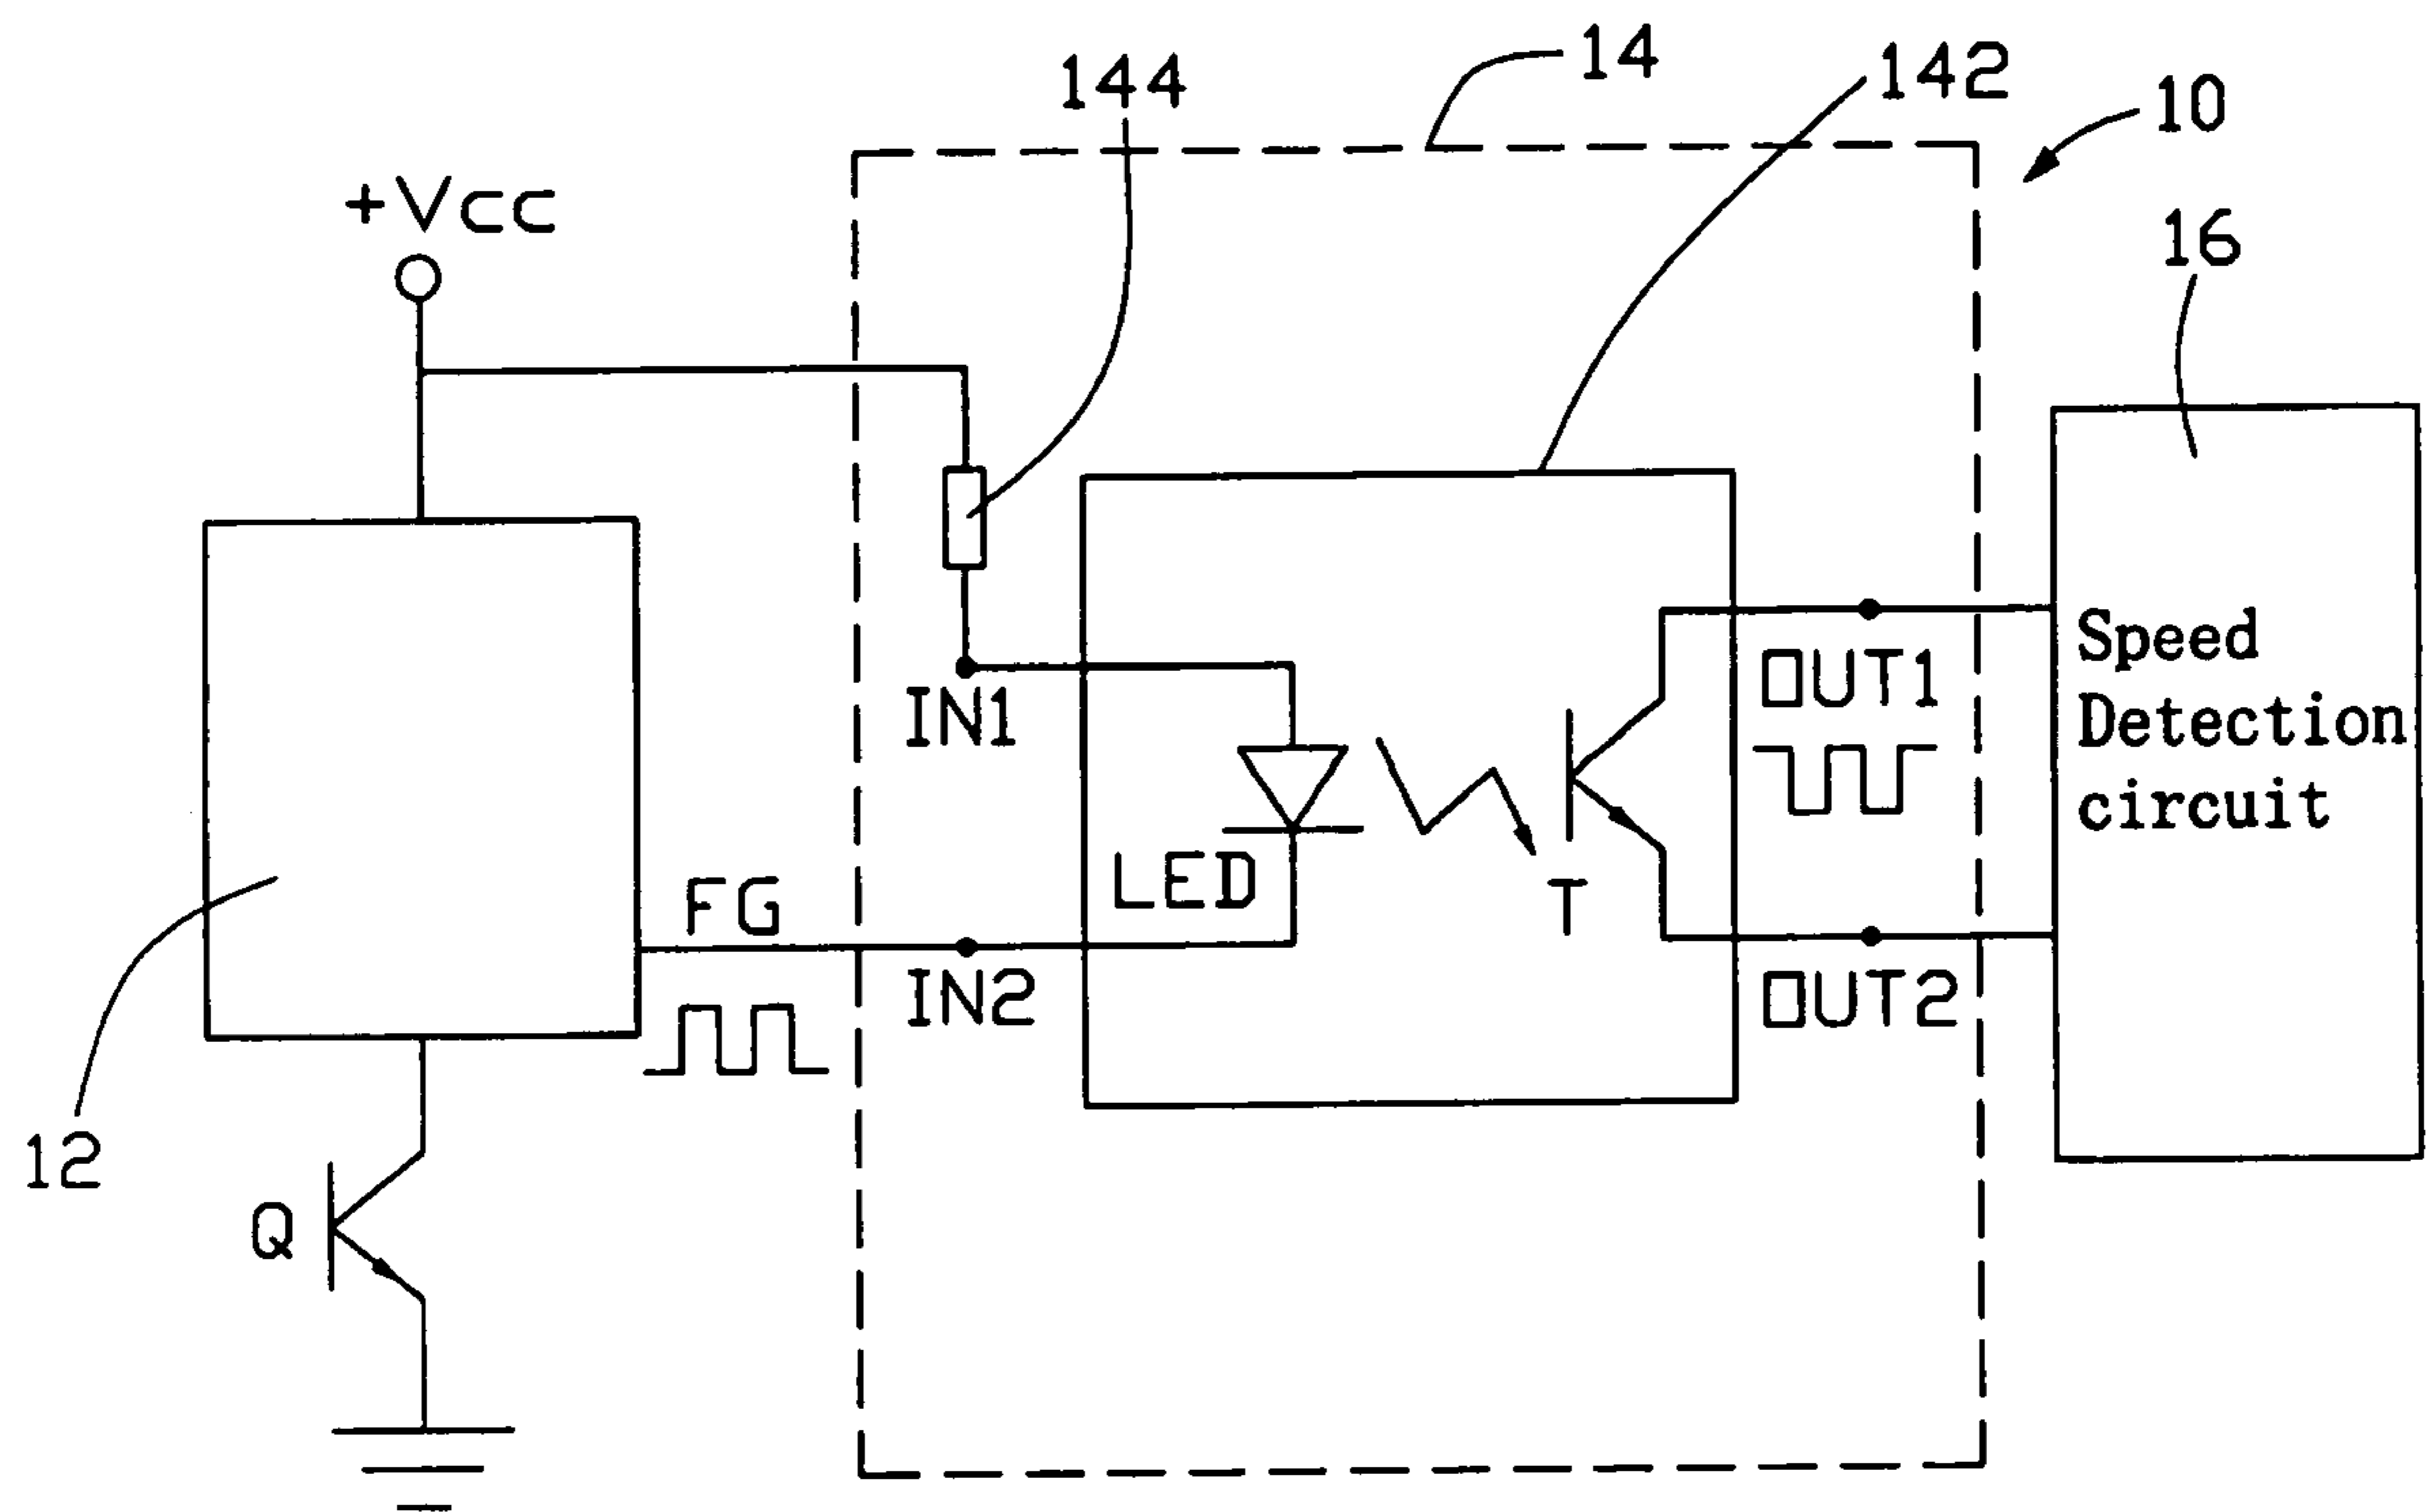 14
142
144
10
+Vcc
16
Speed
Detection
circuit
OUT1
IN1
LED
T
FG
IN2
OUT2
12
Q